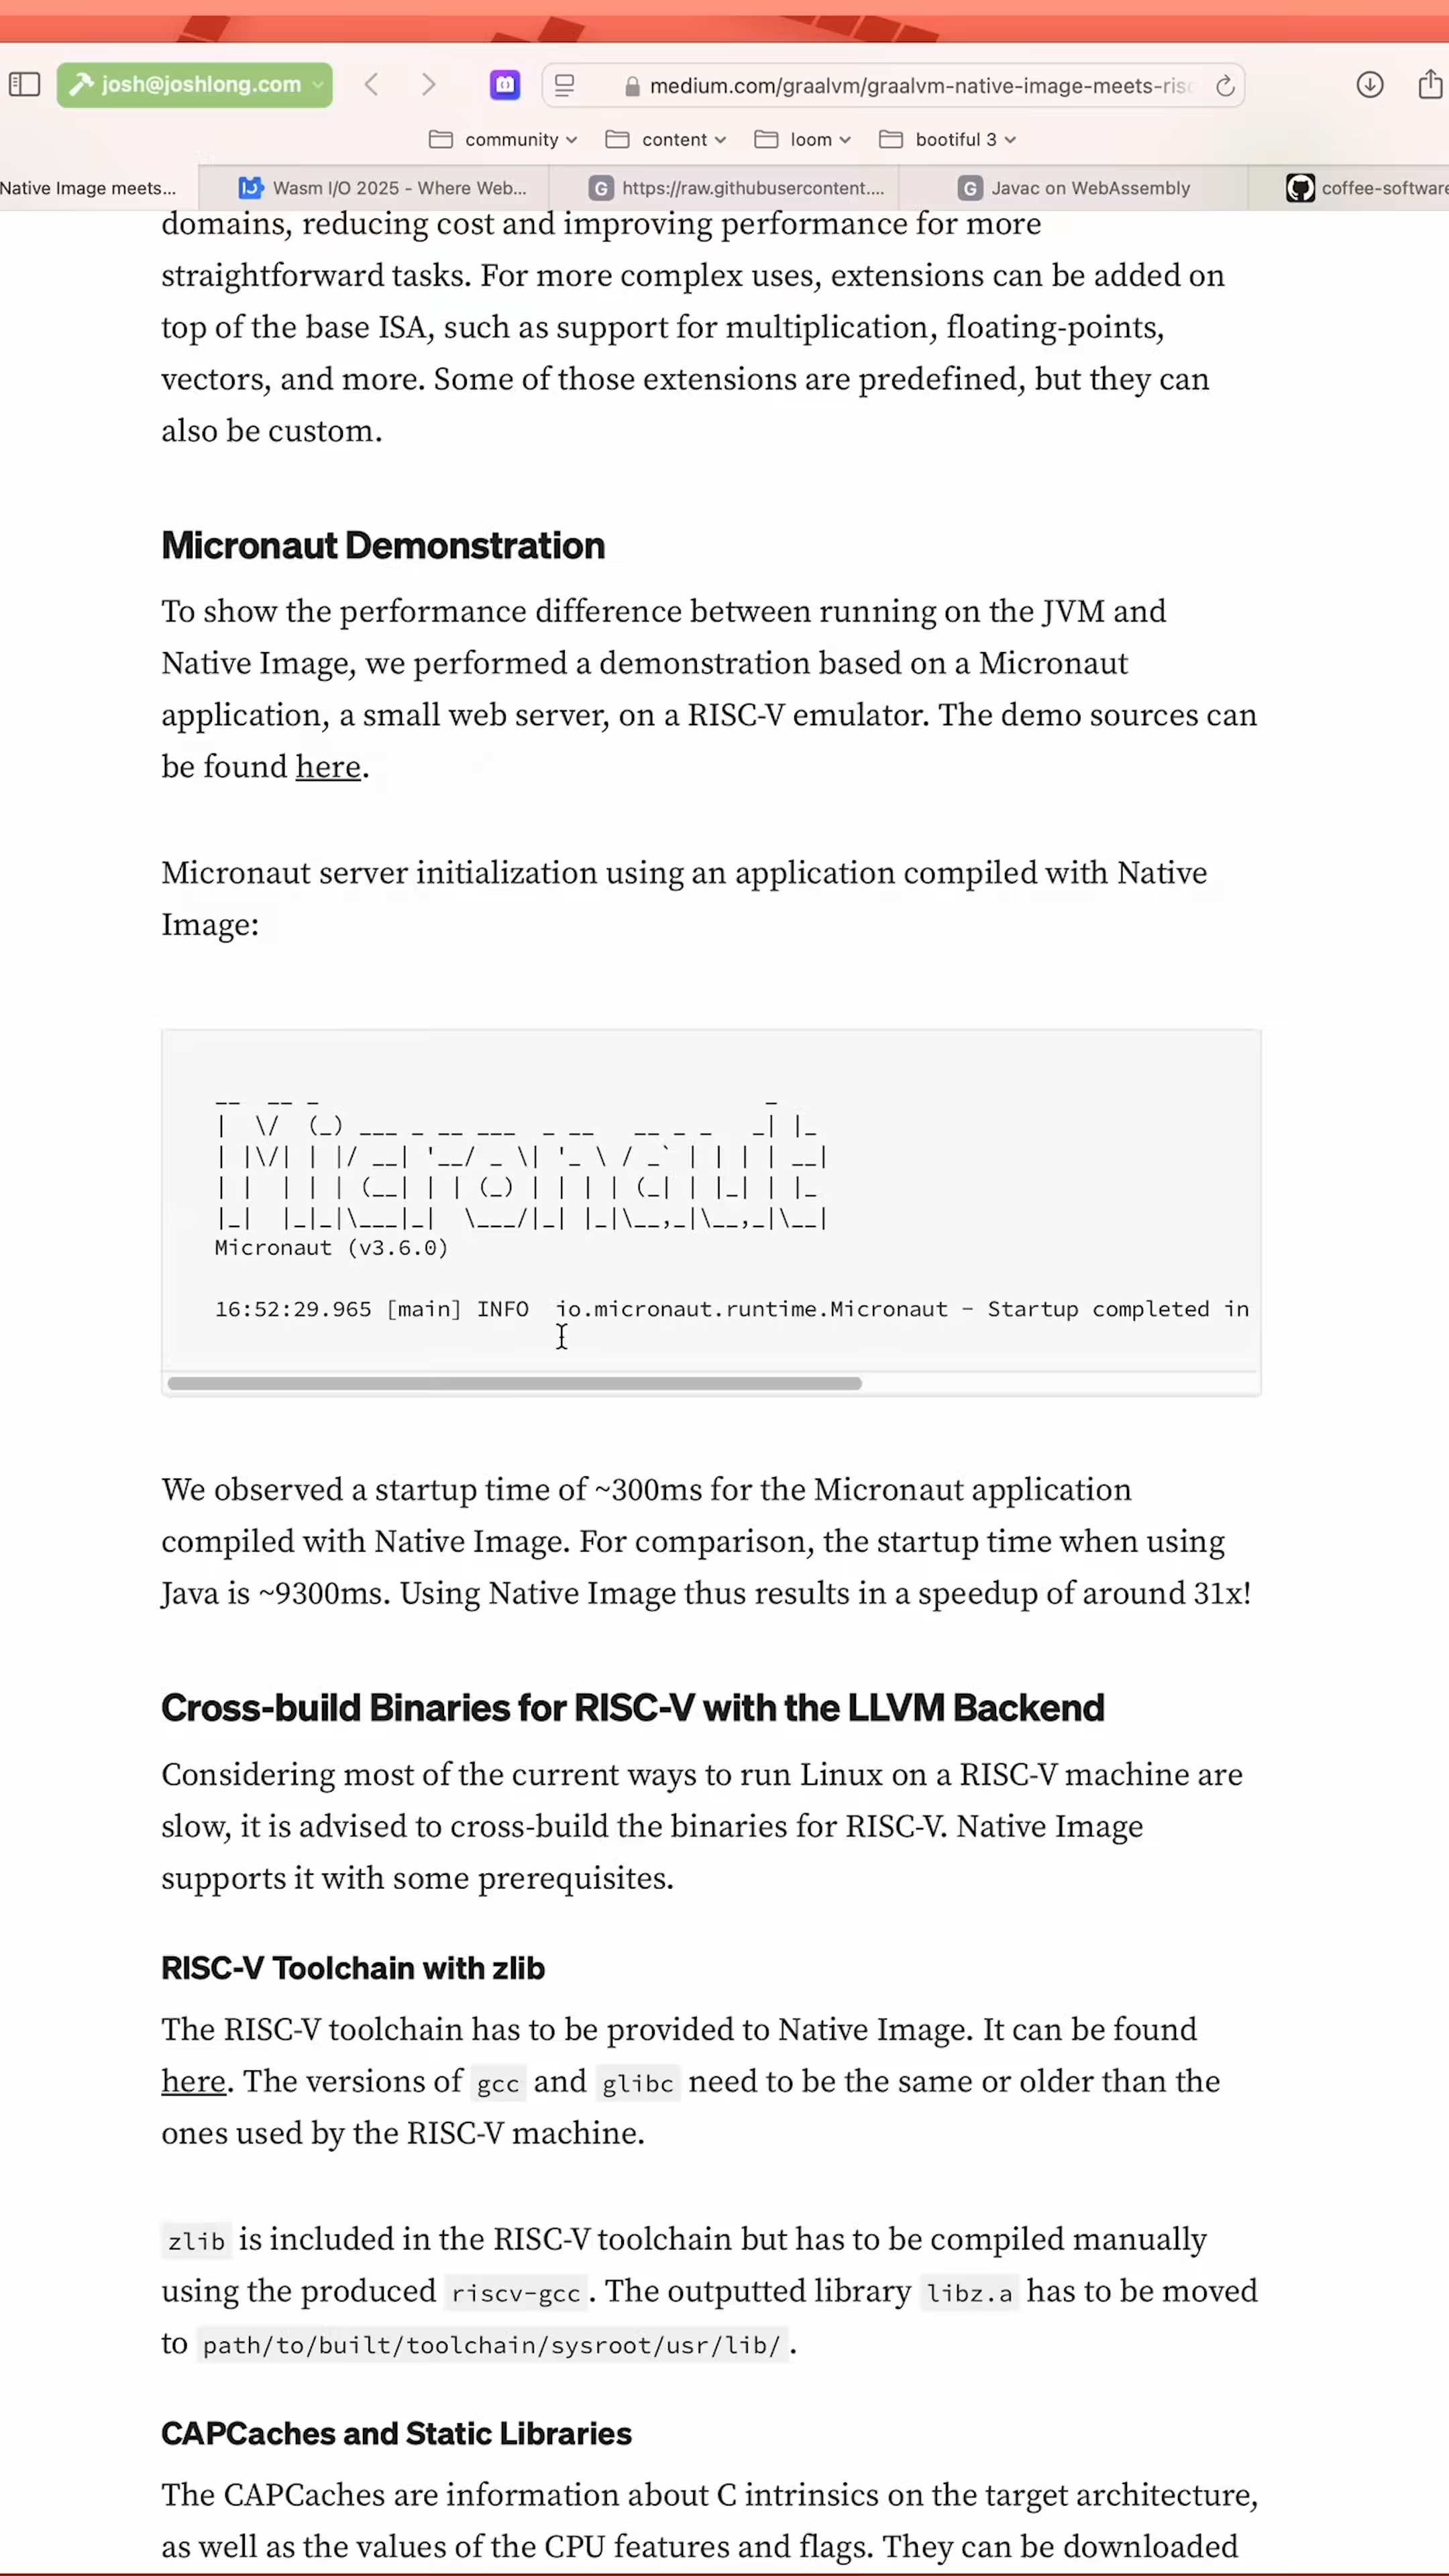 josh@joshlong.com
medium.com/graalvm/graalvm-native-image-meets-risc
community
content
loom
bootiful 3
Native Image meets...
Wasm I/O 2025 - Where Web...
https://raw.githubusercontent....
Javac on WebAssembly
coffee-software
domains, reducing cost and improving performance for more
straightforward tasks. For more complex uses, extensions can be added on
top of the base ISA, such as support for multiplication, floating-points,
vectors, and more. Some of those extensions are predefined, but they can
also be custom.
Micronaut Demonstration
To show the performance difference between running on the JVM and
Native Image, we performed a demonstration based on a Micronaut
application, a small web server, on a RISC-V emulator. The demo sources can
be found here.
Micronaut server initialization using an application compiled with Native
Image:
Micronaut
Micronaut (v3.6.0)
16:52:29.965 [main] INFO  io.micronaut.runtime.Micronaut - Startup completed in
We observed a startup time of ~300ms for the Micronaut application
compiled with Native Image. For comparison, the startup time when using
Java is ~9300ms. Using Native Image thus results in a speedup of around 31x!
Cross-build Binaries for RISC-V with the LLVM Backend
Considering most of the current ways to run Linux on a RISC-V machine are
slow, it is advised to cross-build the binaries for RISC-V. Native Image
supports it with some prerequisites.
RISC-V Toolchain with zlib
The RISC-V toolchain has to be provided to Native Image. It can be found
here. The versions of gcc and glibc need to be the same or older than the
ones used by the RISC-V machine.
zlib is included in the RISC-V toolchain but has to be compiled manually
using the produced riscv-gcc. The outputted library libz.a has to be moved
to path/to/built/toolchain/sysroot/usr/lib/.
CAPCaches and Static Libraries
The CAPCaches are information about C intrinsics on the target architecture,
as well as the values of the CPU features and flags. They can be downloaded